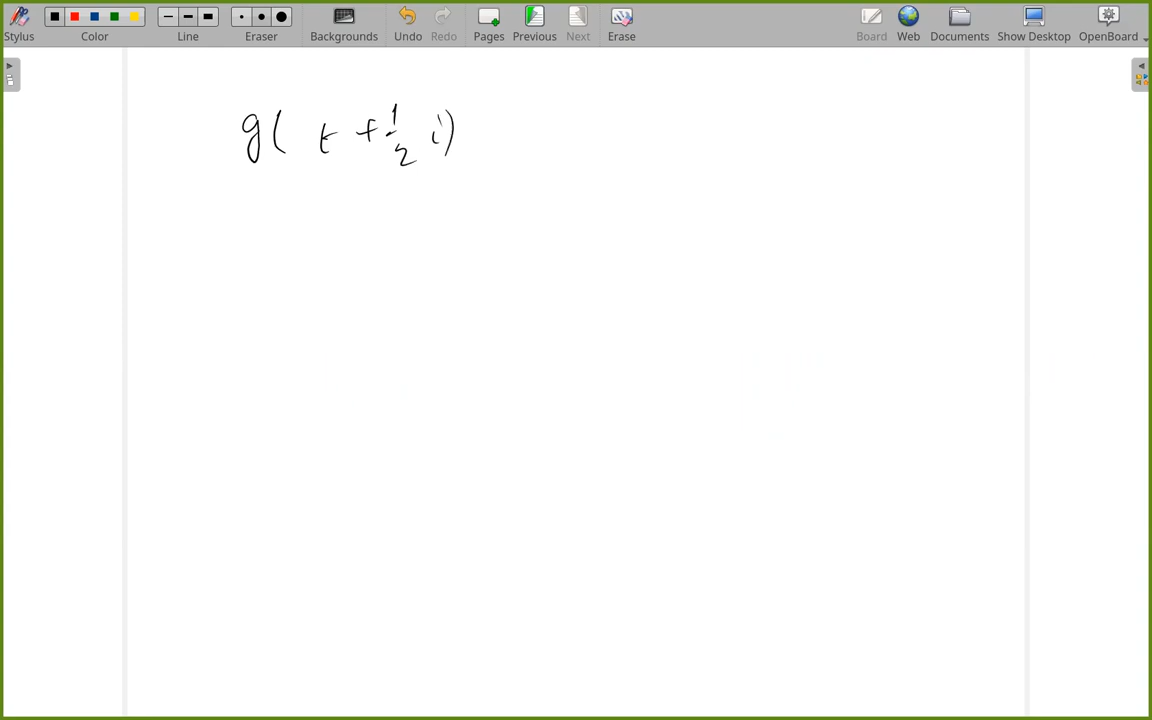 Stylus Color Line Eraser Backgrounds Undo Redo Pages Previous Next Erase Board Web Documents Show Desktop OpenBoard
g( t + 1/2 i)